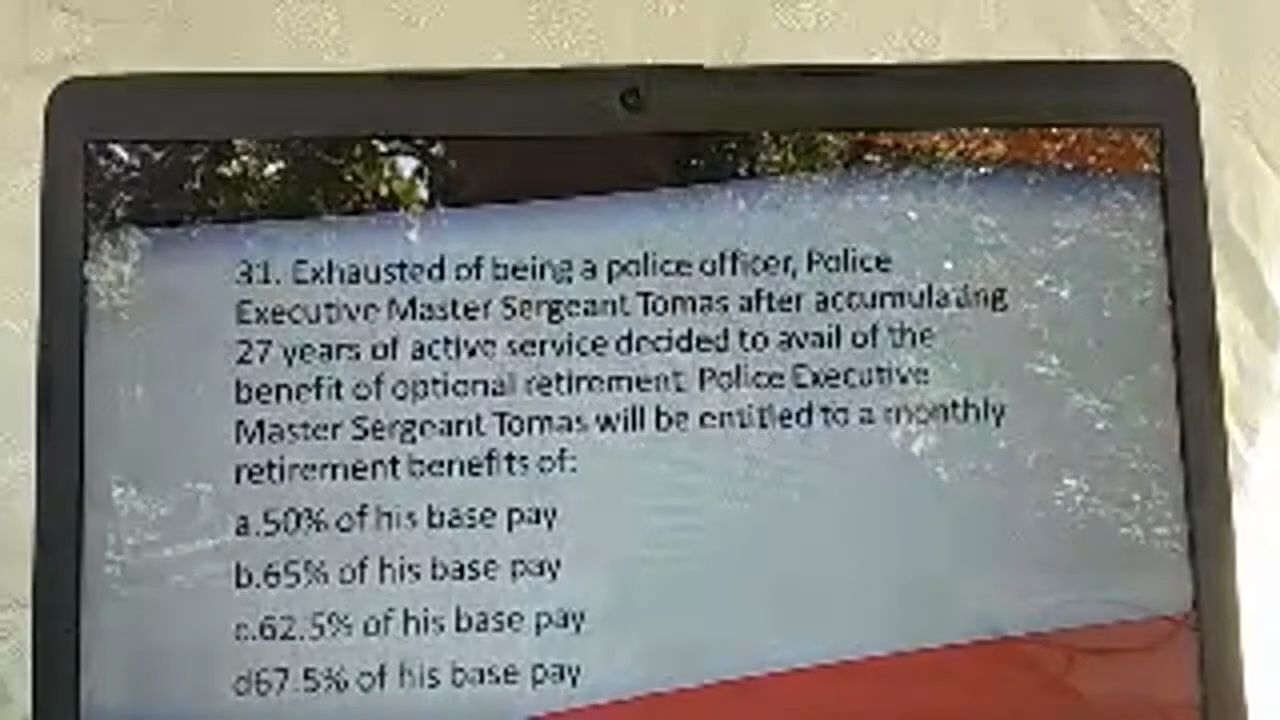 31. Exhausted of being a police officer, Police
Executive Master Sergeant Tomas after accumulating
27 years of active service decided to avail of the
benefit of optional retirement. Police Executive
Master Sergeant Tomas will be entitled to a monthly
retirement benefits of:
a.50% of his base pay
b.65% of his base pay
c.62.5% of his base pay
d67.5% of his base pay